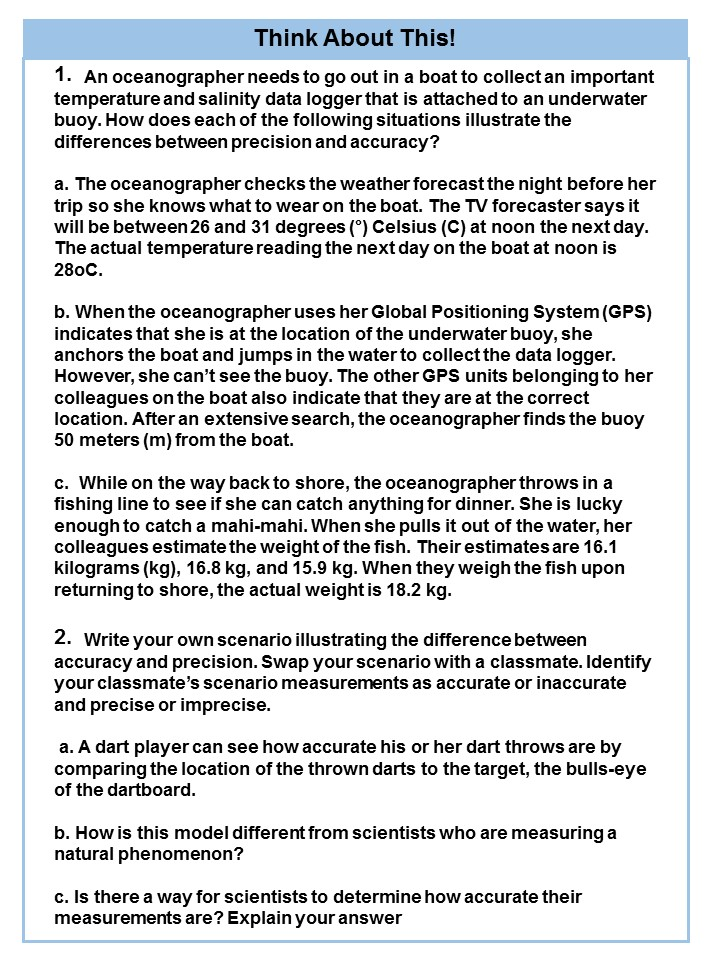 Think About This!
1. An oceanographer needs to go out in a boat to collect an important
temperature and salinity data logger that is attached to an underwater
buoy. How does each of the following situations illustrate the
differences between precision and accuracy?
a. The oceanographer checks the weather forecast the night before her
trip so she knows what to wear on the boat. The TV forecaster says it
will be between 26 and 31 degrees (°) Celsius (C) at noon the next day.
The actual temperature reading the next day on the boat at noon is
28oC.
b. When the oceanographer uses her Global Positioning System (GPS)
indicates that she is at the location of the underwater buoy, she
anchors the boat and jumps in the water to collect the data logger.
However, she can’t see the buoy. The other GPS units belonging to her
colleagues on the boat also indicate that they are at the correct
location. After an extensive search, the oceanographer finds the buoy
50 meters (m) from the boat.
c. While on the way back to shore, the oceanographer throws in a
fishing line to see if she can catch anything for dinner. She is lucky
enough to catch a mahi-mahi. When she pulls it out of the water, her
colleagues estimate the weight of the fish. Their estimates are 16.1
kilograms (kg), 16.8 kg, and 15.9 kg. When they weigh the fish upon
returning to shore, the actual weight is 18.2 kg.
2. Write your own scenario illustrating the difference between
accuracy and precision. Swap your scenario with a classmate. Identify
your classmate’s scenario measurements as accurate or inaccurate
and precise or imprecise.
a. A dart player can see how accurate his or her dart throws are by
comparing the location of the thrown darts to the target, the bulls-eye
of the dartboard.
b. How is this model different from scientists who are measuring a
natural phenomenon?
c. Is there a way for scientists to determine how accurate their
measurements are? Explain your answer